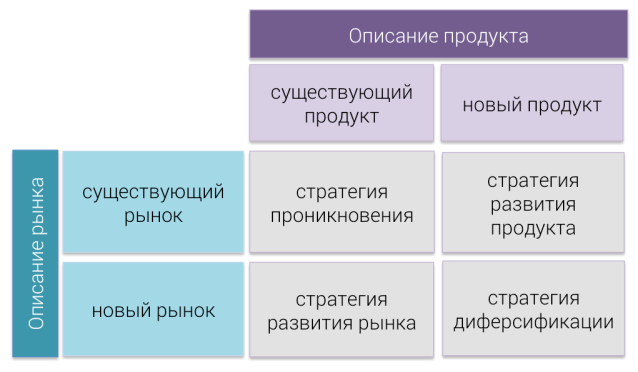 Описание продукта
существующий
продукт
новый продукт
Описание рынка
существующий
рынок
стратегия
проникновения
стратегия
развития
продукта
новый рынок
стратегия
развития рынка
стратегия
диферсификации